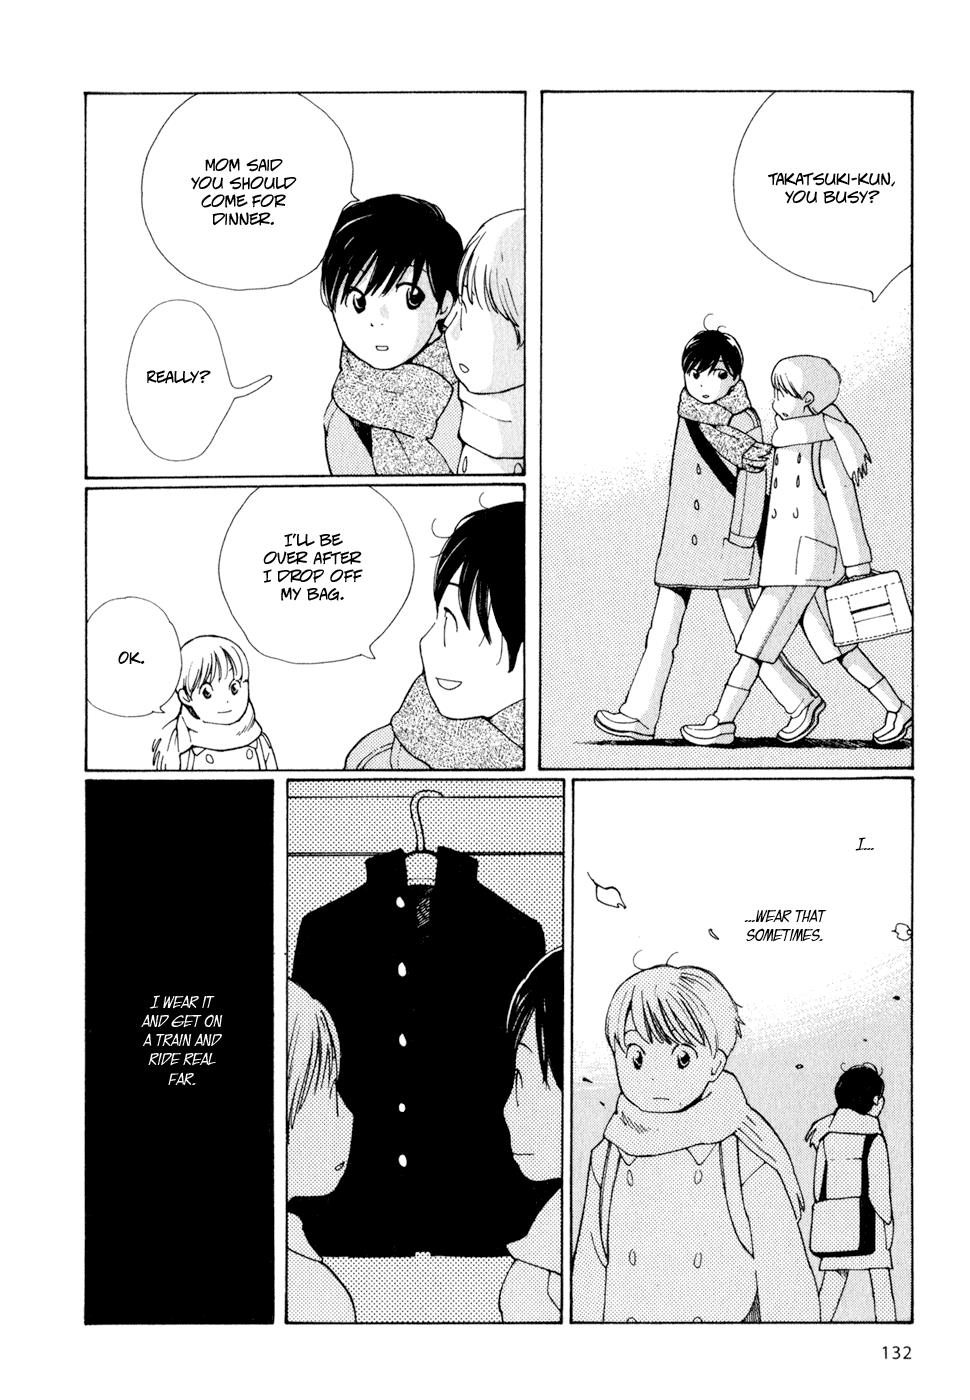 TAKATSUKI-KUN,
YOU BUSY?
MOM SAID
YOU SHOULD
COME FOR
DINNER.
REALLY?
I'LL BE
OVER AFTER
I DROP OFF
MY BAG.
OK.
I...
...WEAR THAT
SOMETIMES.
I WEAR IT
AND GET ON
A TRAIN AND
RIDE REAL
FAR.
132